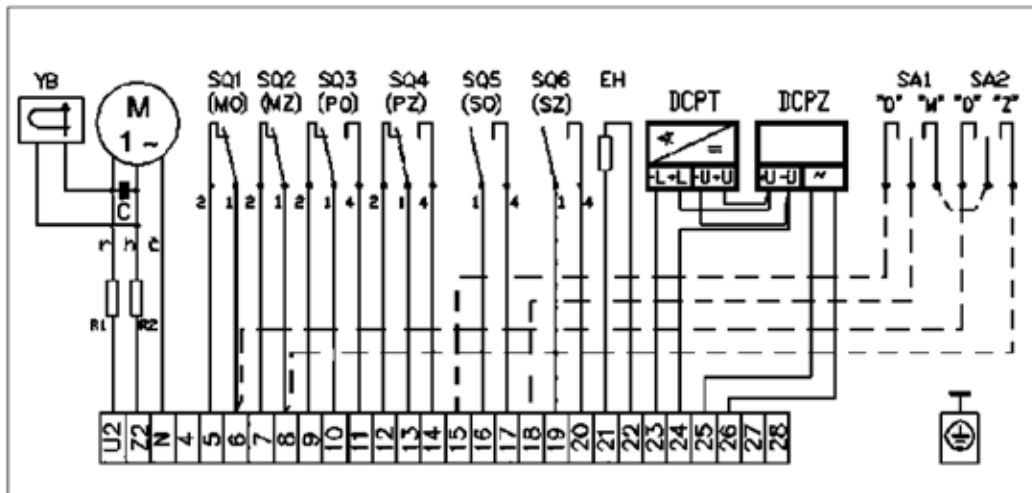 YB
M
1 ~
C
SQ1 SQ2 SQ3 SQ4 SQ5 SQ6 EH
(MO) (MZ) (PO) (PZ) (SO) (SZ)
DCPT DCPZ
SA1 SA2
"O" "M" "O" "Z"
=
-L+L -U+U +U-U ~
2 1 2 1 2 1 4 2 1 4 1 4 1 4
R1 R2
U2 Z2 N 4 5 6 7 8 9 10 11 12 13 14 15 16 17 18 19 20 21 22 23 24 25 26 27 28